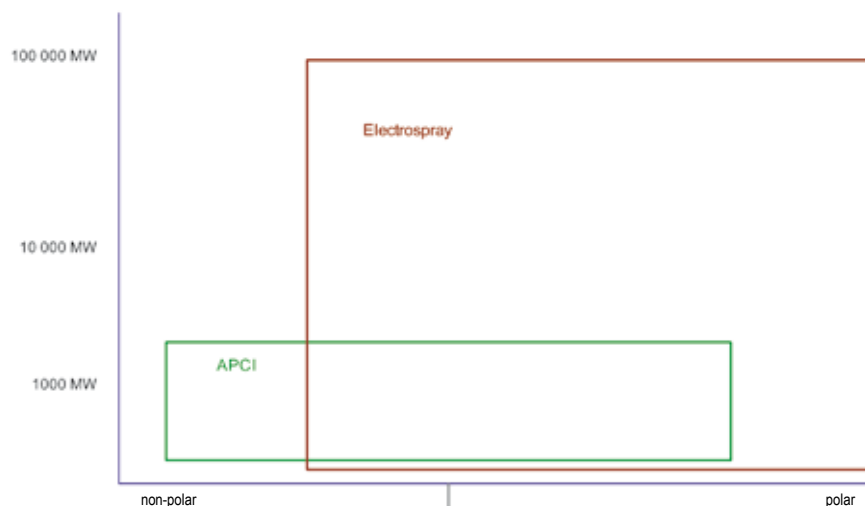 100 000 MW
Electrospray
10 000 MW
APCI
1000 MW
non-polar
polar